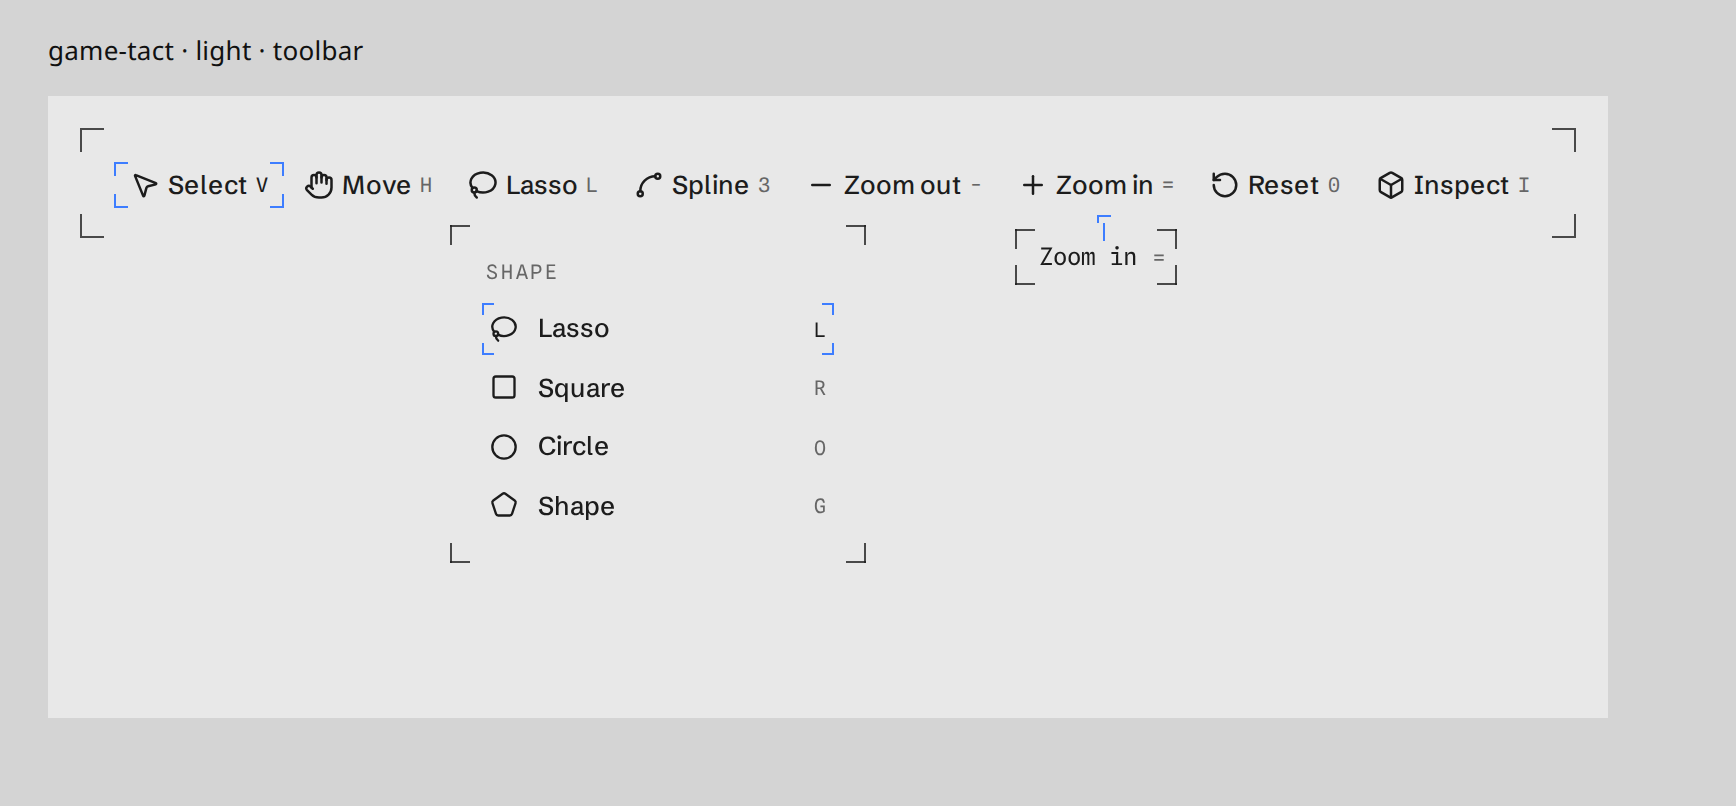 game-tact · light · toolbar
Select V Move H Lasso L Spline 3 Zoom out - Zoom in = Reset 0 Inspect I
Zoom in =
SHAPE
Lasso L
Square R
Circle O
Shape G